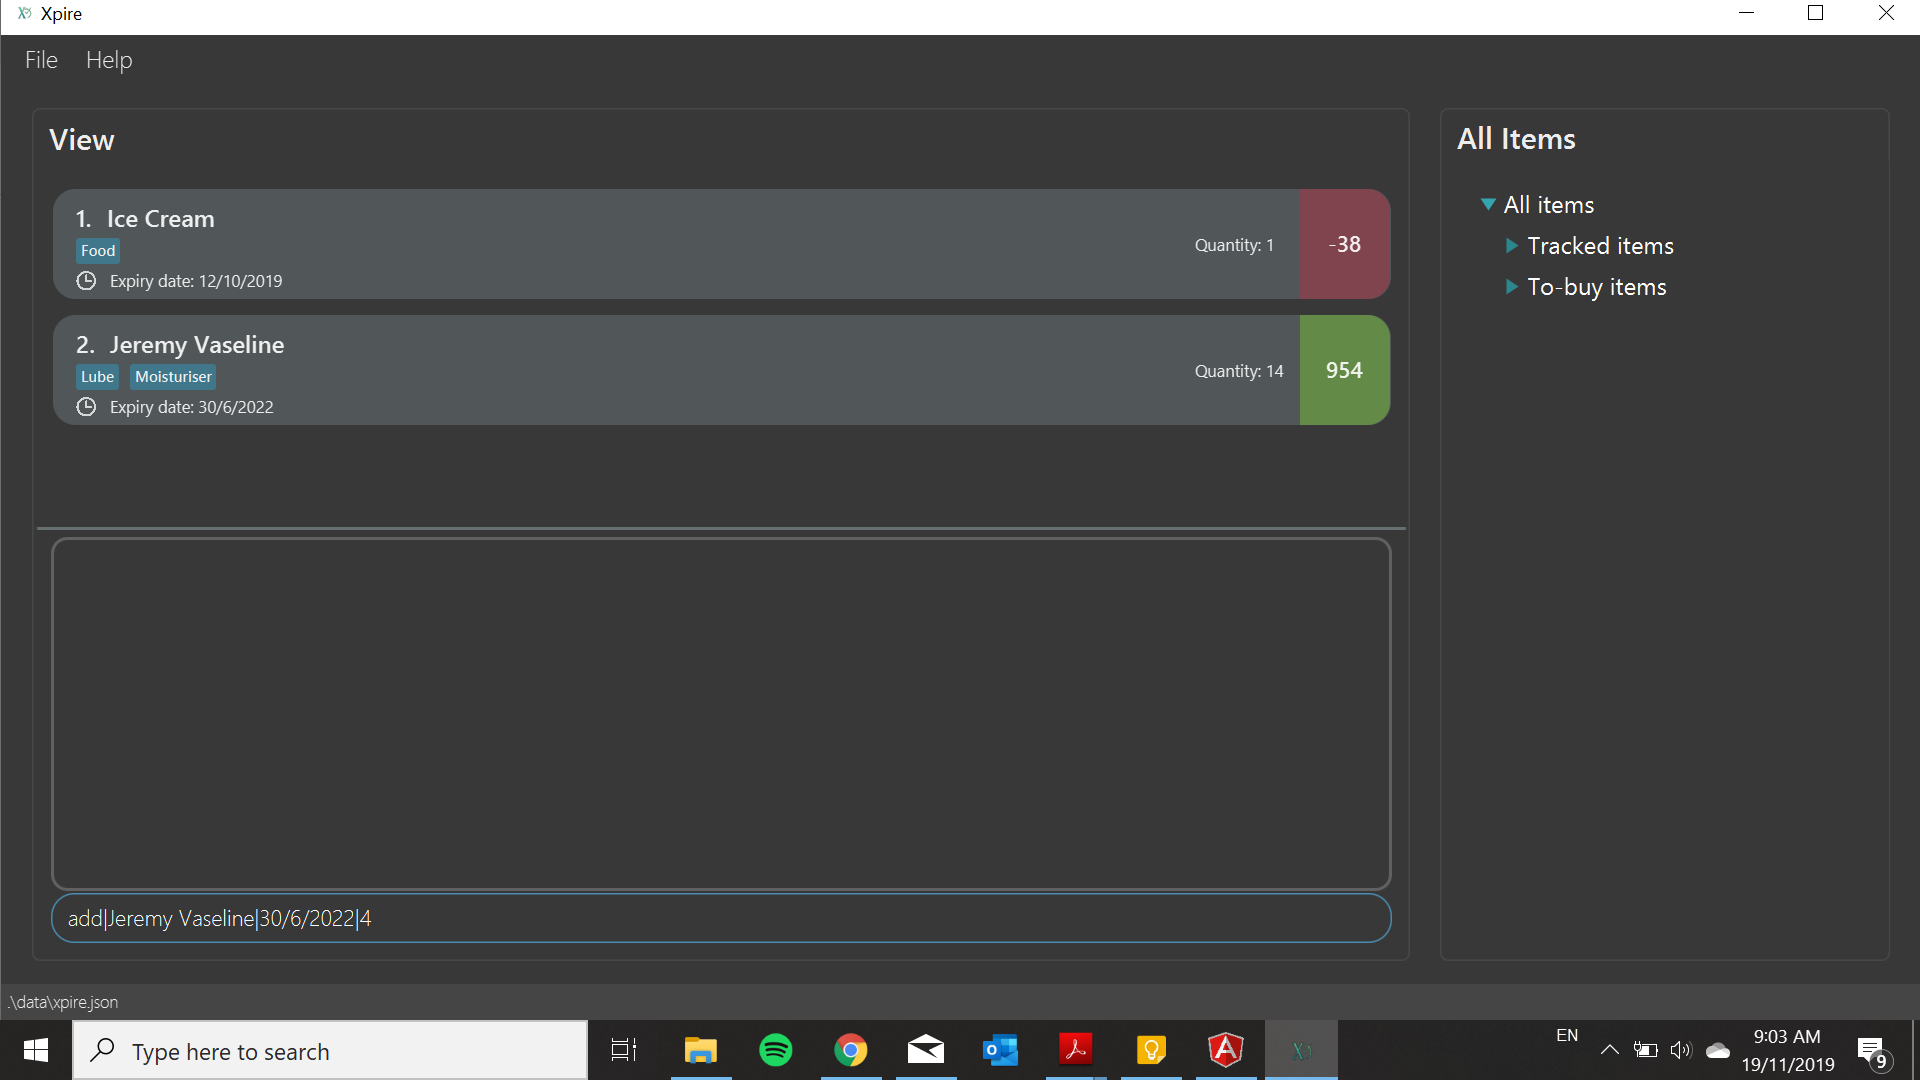 Xpire
File Help
View
1. Ice Cream
Food
Expiry date: 12/10/2019
Quantity: 1
-38
2. Jeremy Vaseline
Lube Moisturiser
Expiry date: 30/6/2022
Quantity: 14
954
add|Jeremy Vaseline|30/6/2022|4
All Items
All items
Tracked items
To-buy items
.\data\xpire.json
Type here to search
EN
9:03 AM
19/11/2019
9